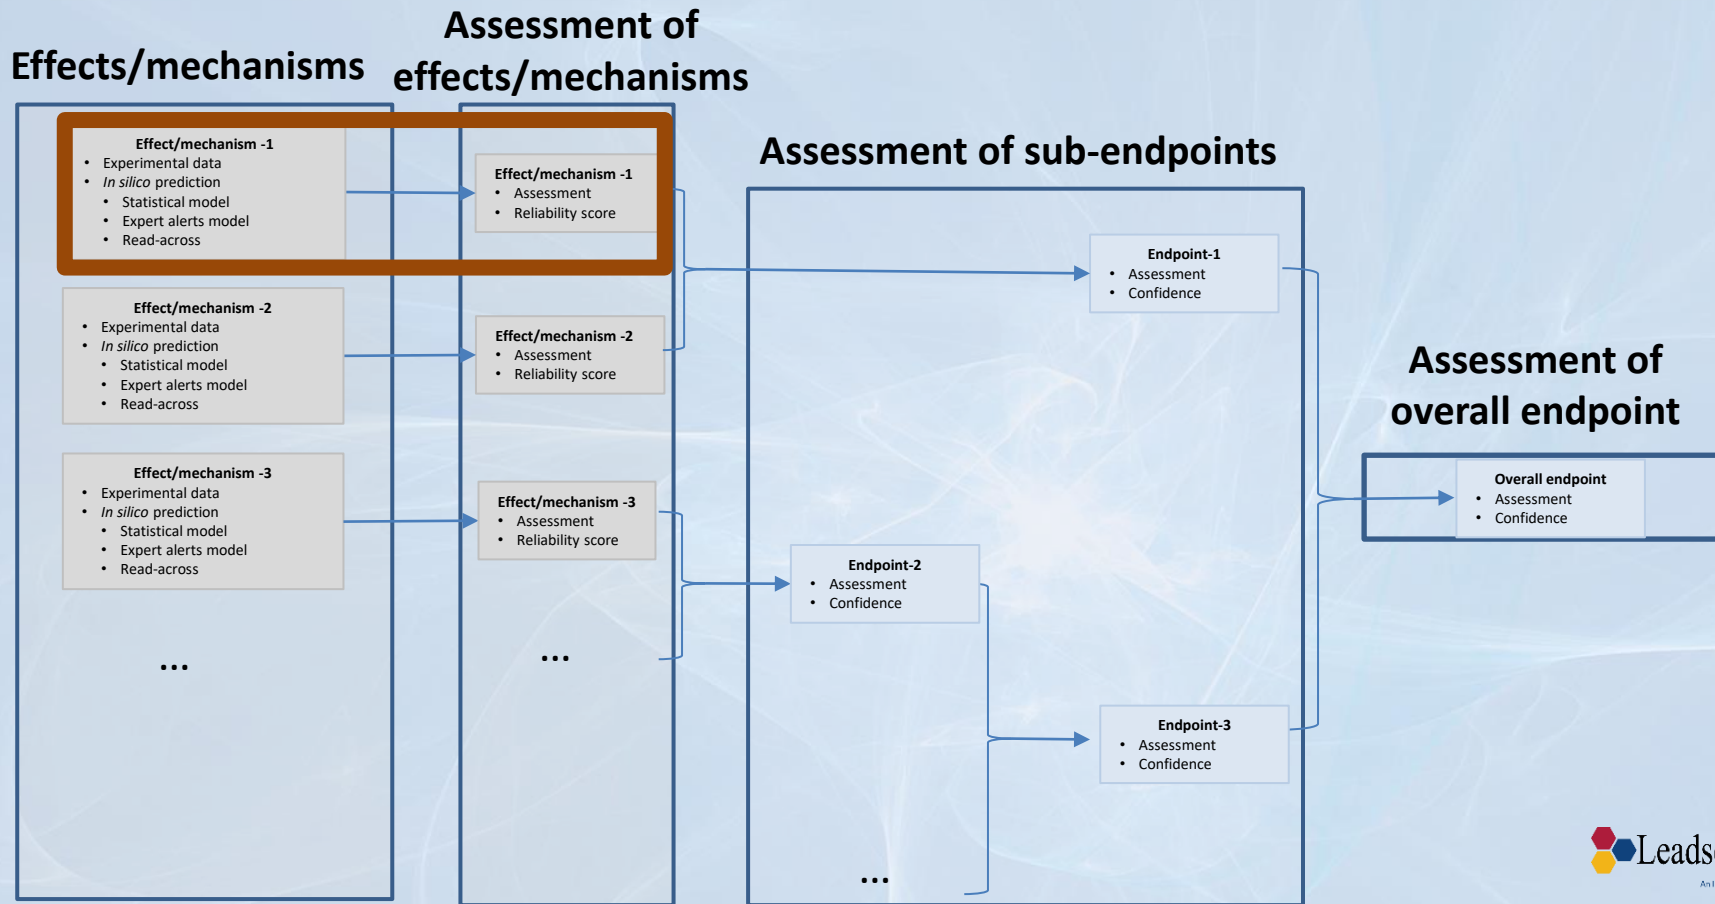 Effects/mechanisms
Assessment of
effects/mechanisms
Assessment of sub-endpoints
Assessment of
overall endpoint
Effect/mechanism -1
• Experimental data
• In silico prediction
• Statistical model
• Expert alerts model
• Read-across
Effect/mechanism -2
• Experimental data
• In silico prediction
• Statistical model
• Expert alerts model
• Read-across
Effect/mechanism -3
• Experimental data
• In silico prediction
• Statistical model
• Expert alerts model
• Read-across
...
Effect/mechanism -1
• Assessment
• Reliability score
Effect/mechanism -2
• Assessment
• Reliability score
Effect/mechanism -3
• Assessment
• Reliability score
...
Endpoint-1
• Assessment
• Confidence
Endpoint-2
• Assessment
• Confidence
Endpoint-3
• Assessment
• Confidence
...
Overall endpoint
• Assessment
• Confidence